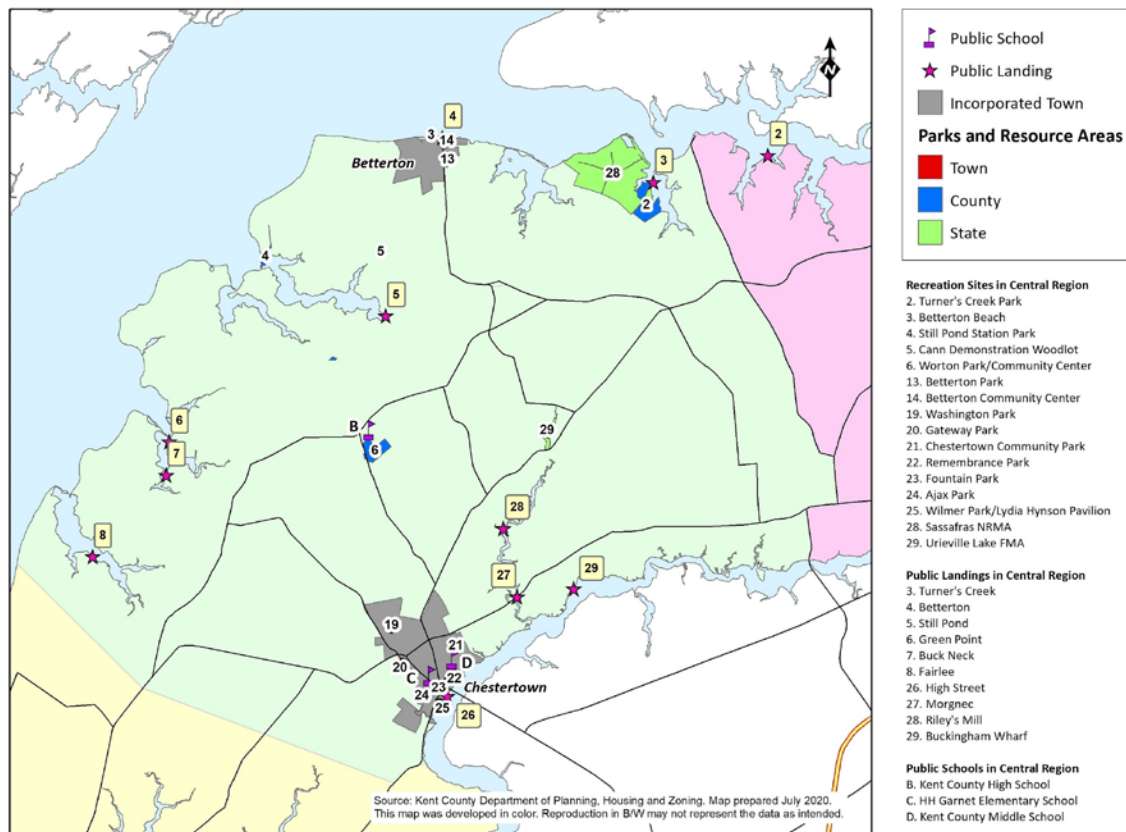 4
3
14
Betterton
13
2
3
28
2
4
5
5
6
B
7
6
29
28
8
27
29
19
21
20
D
C
22
23
Chestertown
24
25
26
N
Source: Kent County Department of Planning, Housing and Zoning. Map prepared July 2020.
This map was developed in color. Reproduction in B/W may not represent the data as intended.
Public School
Public Landing
Incorporated Town
Parks and Resource Areas
Town
County
State
Recreation Sites in Central Region
2. Turner's Creek Park
3. Betterton Beach
4. Still Pond Station Park
5. Cann Demonstration Woodlot
6. Worton Park/Community Center
13. Betterton Park
14. Betterton Community Center
19. Washington Park
20. Gateway Park
21. Chestertown Community Park
22. Remembrance Park
23. Fountain Park
24. Ajax Park
25. Wilmer Park/Lydia Hynson Pavilion
28. Sassafras NRMA
29. Urieville Lake FMA
Public Landings in Central Region
3. Turner's Creek
4. Betterton
5. Still Pond
6. Green Point
7. Buck Neck
8. Fairlee
26. High Street
27. Morgnec
28. Riley's Mill
29. Buckingham Wharf
Public Schools in Central Region
B. Kent County High School
C. HH Garnet Elementary School
D. Kent County Middle School